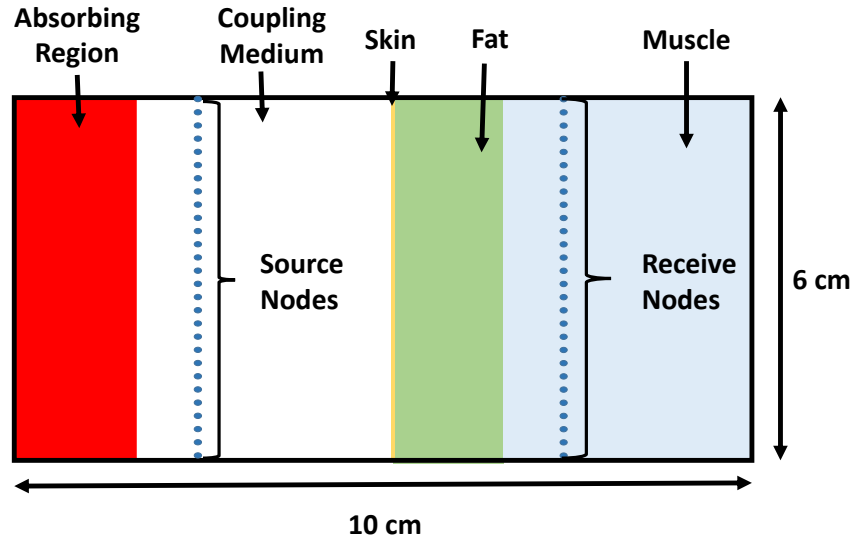 Absorbing
Region
Coupling
Medium
Skin
Fat
Muscle
Source
Nodes
Receive
Nodes
6 cm
10 cm